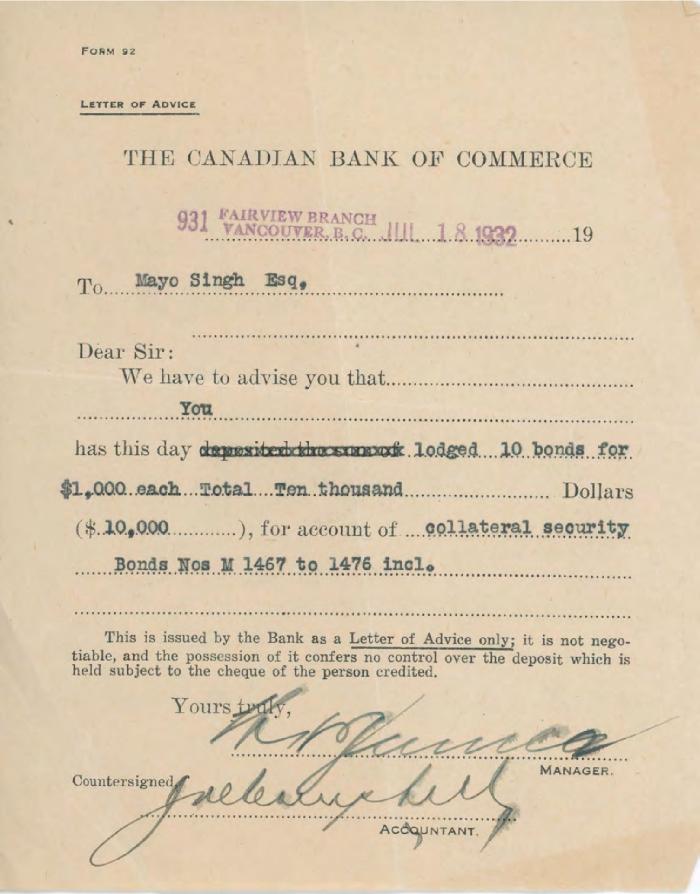 FORM 92
LETTER OF ADVICE
THE CANADIAN BANK OF COMMERCE
931 FAIRVIEW BRANCH
VANCOUVER, B.C. JUL 18 1932 19
To Mayo Singh Esq.
Dear Sir:
We have to advise you that
You
has this day deposited the sum of lodged 10 bonds for
$1,000 each Total Ten thousand Dollars
($ 10,000 ), for account of collateral security
Bonds Nos M 1467 to 1476 incl.
This is issued by the Bank as a Letter of Advice only; it is not nego-
tiable, and the possession of it confers no control over the deposit which is
held subject to the cheque of the person credited.
Yours truly,
MANAGER.
Countersigned
ACCOUNTANT.